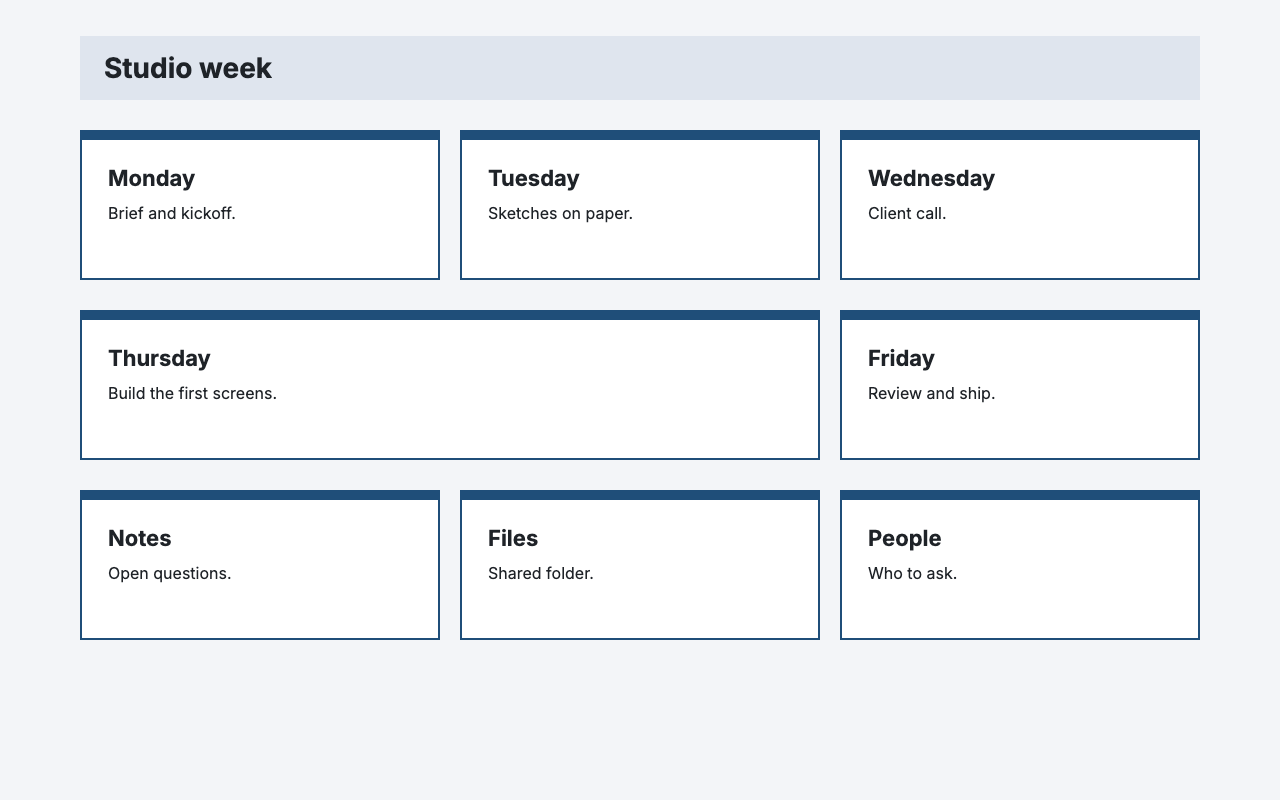 Studio week
Monday
Brief and kickoff.
Tuesday
Sketches on paper.
Wednesday
Client call.
Thursday
Build the first screens.
Friday
Review and ship.
Notes
Open questions.
Files
Shared folder.
People
Who to ask.